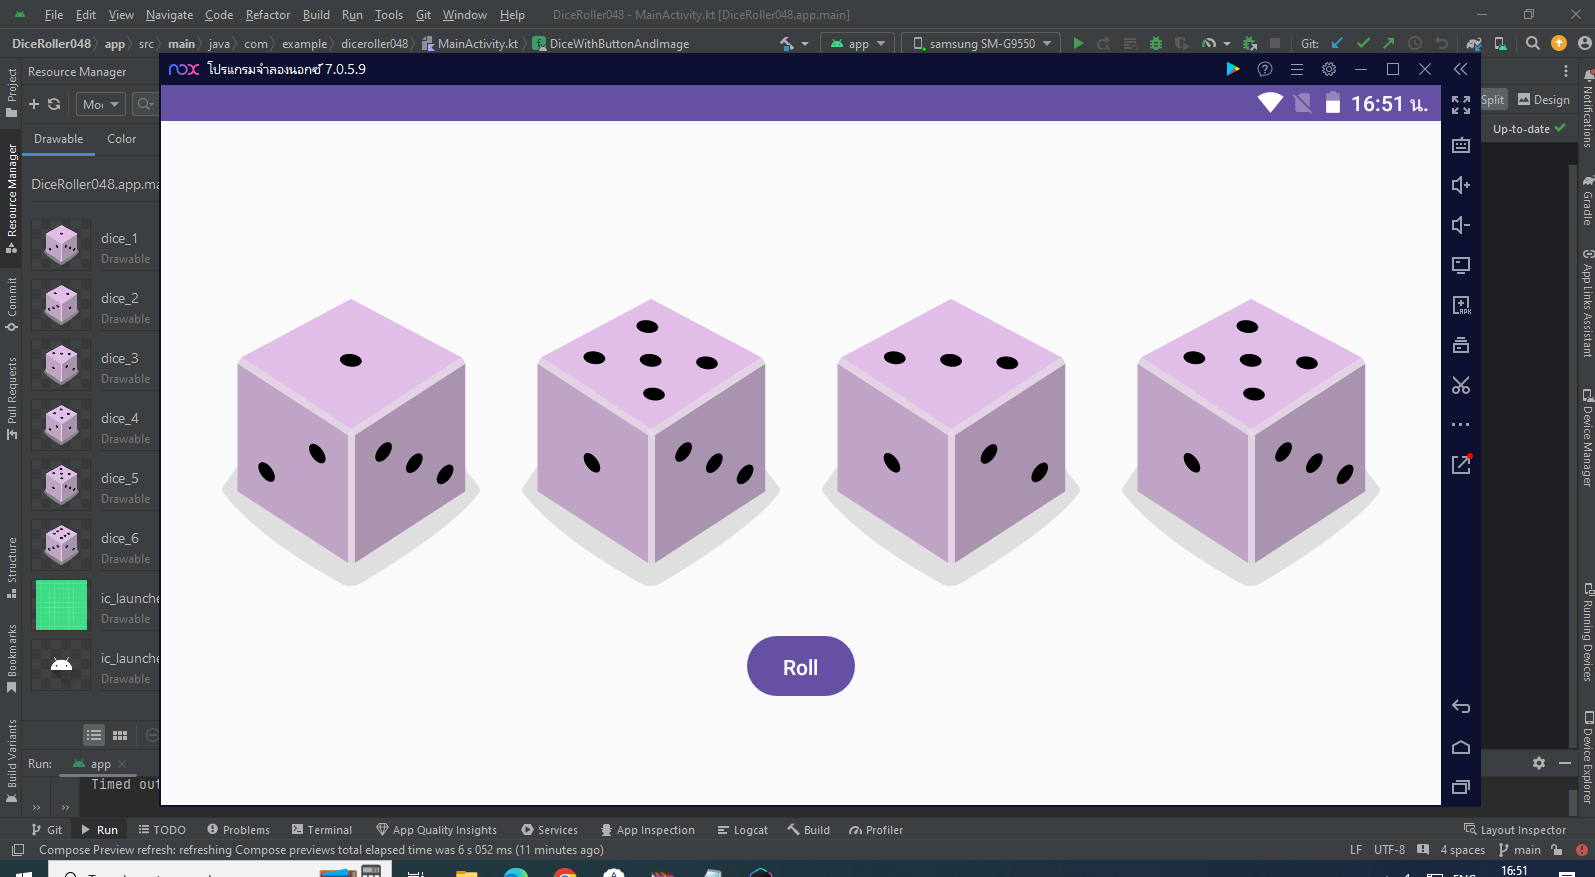 File Edit View Navigate Code Refactor Build Run Tools Git Window Help DiceRoller048 - MainActivity.kt [DiceRoller048.app.main]
DiceRoller048 app src main java com example diceroller048 MainActivity.kt DiceWithButtonAndImage app samsung SM-G9550 Git:
Resource Manager
nox โปรแกรมจำลองนอกซ์ 7.0.5.9
Split Design
Up-to-date
Drawable Color
DiceRoller048.app.ma
dice_1
Drawable
dice_2
Drawable
dice_3
Drawable
dice_4
Drawable
dice_5
Drawable
dice_6
Drawable
ic_launche
Drawable
ic_launche
Drawable
16:51 น.
APK
Roll
Project
Resource Manager
Commit
Pull Requests
Structure
Bookmarks
Build Variants
Notifications
Gradle
App Links Assistant
Device Manager
Running Devices
Device Explorer
Run: app
Timed out
Git Run TODO Problems Terminal App Quality Insights Services App Inspection Logcat Build Profiler Layout Inspector
Compose Preview refresh: refreshing Compose previews total elapsed time was 6 s 052 ms (11 minutes ago) LF UTF-8 4 spaces main
16:51